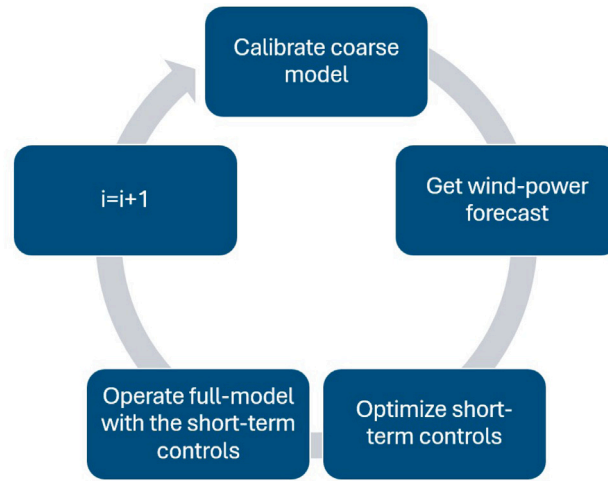 Calibrate coarse
model
Get wind-power
forecast
Optimize short-
term controls
Operate full-model
with the short-term
controls
i=i+1